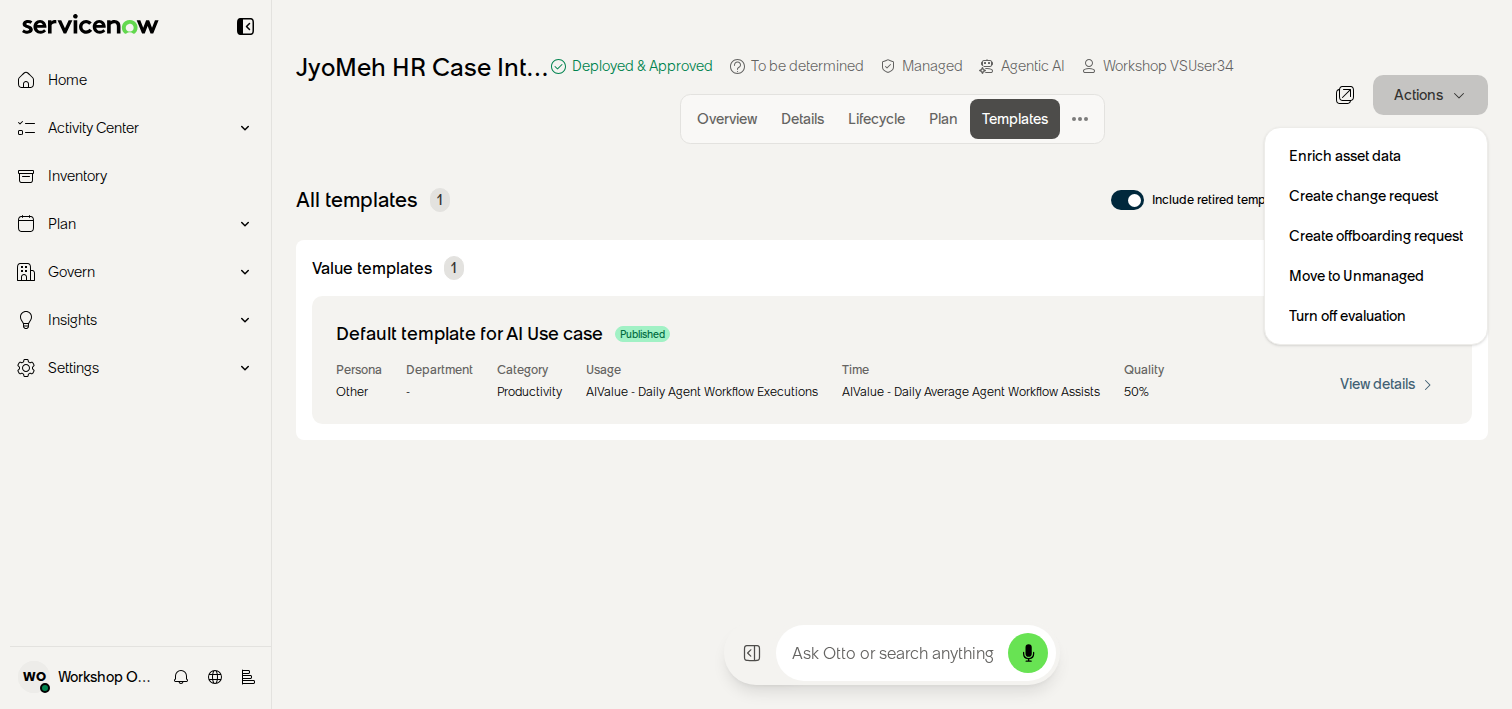 servicenow
Home
Activity Center
Inventory
Plan
Govern
Insights
Settings
WO
Workshop O...
JyoMeh HR Case Int...
Deployed & Approved
To be determined
Managed
Agentic AI
Workshop VSUser34
Actions
Overview
Details
Lifecycle
Plan
Templates
Enrich asset data
Create change request
Create offboarding request
Move to Unmanaged
Turn off evaluation
All templates 1
Include retired temp
Value templates 1
Default template for AI Use case Published
Persona Department Category Usage Time Quality
Other - Productivity AIValue - Daily Agent Workflow Executions AIValue - Daily Average Agent Workflow Assists 50%
View details
Ask Otto or search anything